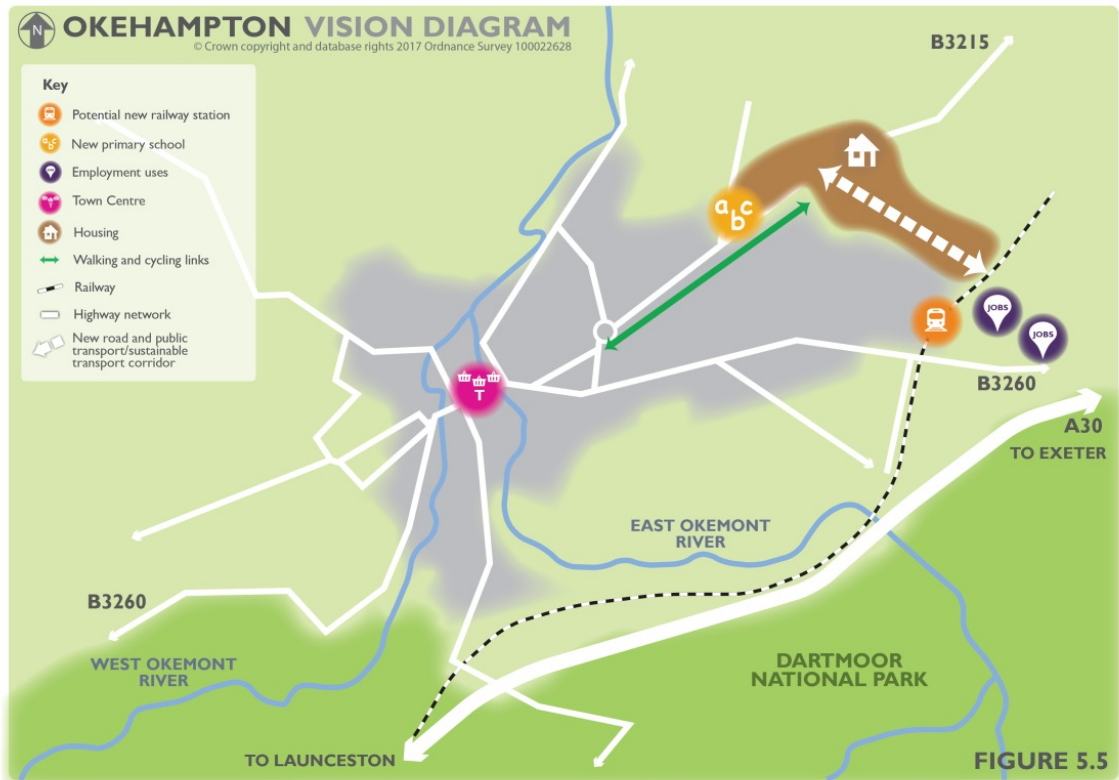 N
OKEHAMPTON VISION DIAGRAM
© Crown copyright and database rights 2017 Ordnance Survey 100022628
Key
Potential new railway station
abc
New primary school
JOBS
Employment uses
T
Town Centre
Housing
Walking and cycling links
Railway
Highway network
New road and public
transport/sustainable
transport corridor
B3215
abc
JOBS
JOBS
T
B3260
A30
TO EXETER
EAST OKEMONT
RIVER
B3260
WEST OKEMONT
RIVER
DARTMOOR
NATIONAL PARK
TO LAUNCESTON
FIGURE 5.5